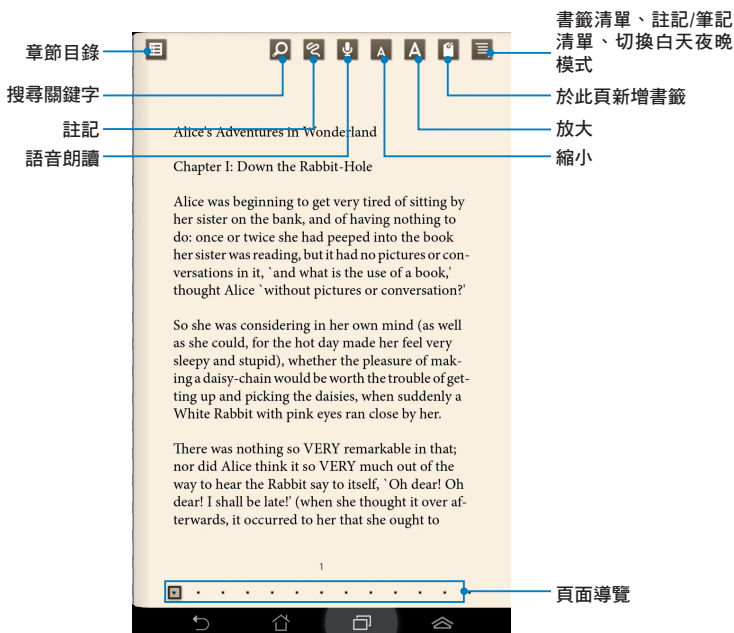 章節目錄
搜尋關鍵字
註記
語音朗讀
書籤清單、註記/筆記
清單、切換白天夜晚
模式
於此頁新增書籤
放大
縮小
A
A
Alice's Adventures in Wonderland
Chapter I: Down the Rabbit-Hole
Alice was beginning to get very tired of sitting by
her sister on the bank, and of having nothing to
do: once or twice she had peeped into the book
her sister was reading, but it had no pictures or con-
versations in it, `and what is the use of a book,'
thought Alice `without pictures or conversation?'
So she was considering in her own mind (as well
as she could, for the hot day made her feel very
sleepy and stupid), whether the pleasure of mak-
ing a daisy-chain would be worth the trouble of get-
ting up and picking the daisies, when suddenly a
White Rabbit with pink eyes ran close by her.
There was nothing so VERY remarkable in that;
nor did Alice think it so VERY much out of the
way to hear the Rabbit say to itself, `Oh dear! Oh
dear! I shall be late!' (when she thought it over af-
terwards, it occurred to her that she ought to
1
頁面導覽